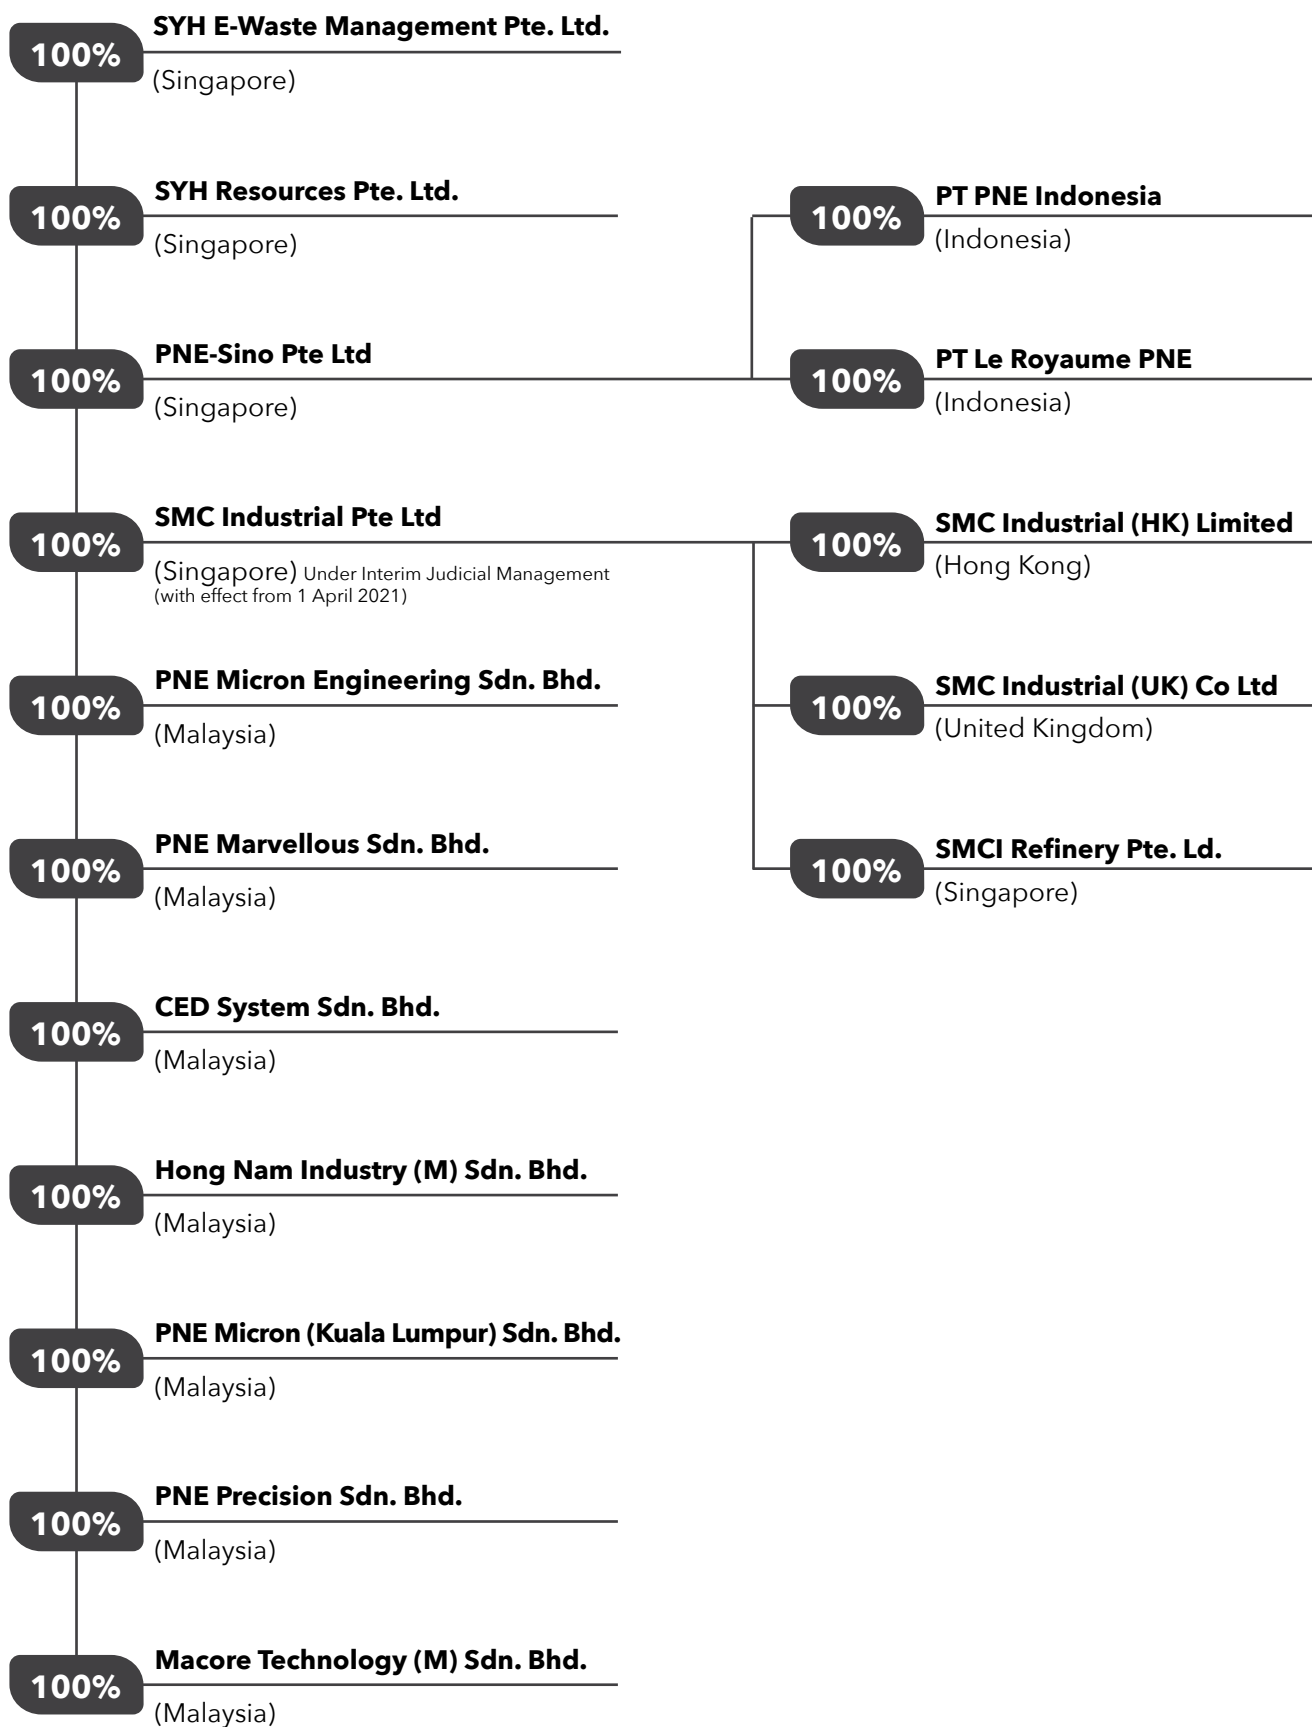 100%
SYH E-Waste Management Pte. Ltd.
(Singapore)
100%
SYH Resources Pte. Ltd.
(Singapore)
100%
PNE-Sino Pte Ltd
(Singapore)
100%
PT PNE Indonesia
(Indonesia)
100%
PT Le Royaume PNE
(Indonesia)
100%
SMC Industrial Pte Ltd
(Singapore) Under Interim Judicial Management
(with effect from 1 April 2021)
100%
SMC Industrial (HK) Limited
(Hong Kong)
100%
SMC Industrial (UK) Co Ltd
(United Kingdom)
100%
SMCI Refinery Pte. Ld.
(Singapore)
100%
PNE Micron Engineering Sdn. Bhd.
(Malaysia)
100%
PNE Marvellous Sdn. Bhd.
(Malaysia)
100%
CED System Sdn. Bhd.
(Malaysia)
100%
Hong Nam Industry (M) Sdn. Bhd.
(Malaysia)
100%
PNE Micron (Kuala Lumpur) Sdn. Bhd.
(Malaysia)
100%
PNE Precision Sdn. Bhd.
(Malaysia)
100%
Macore Technology (M) Sdn. Bhd.
(Malaysia)